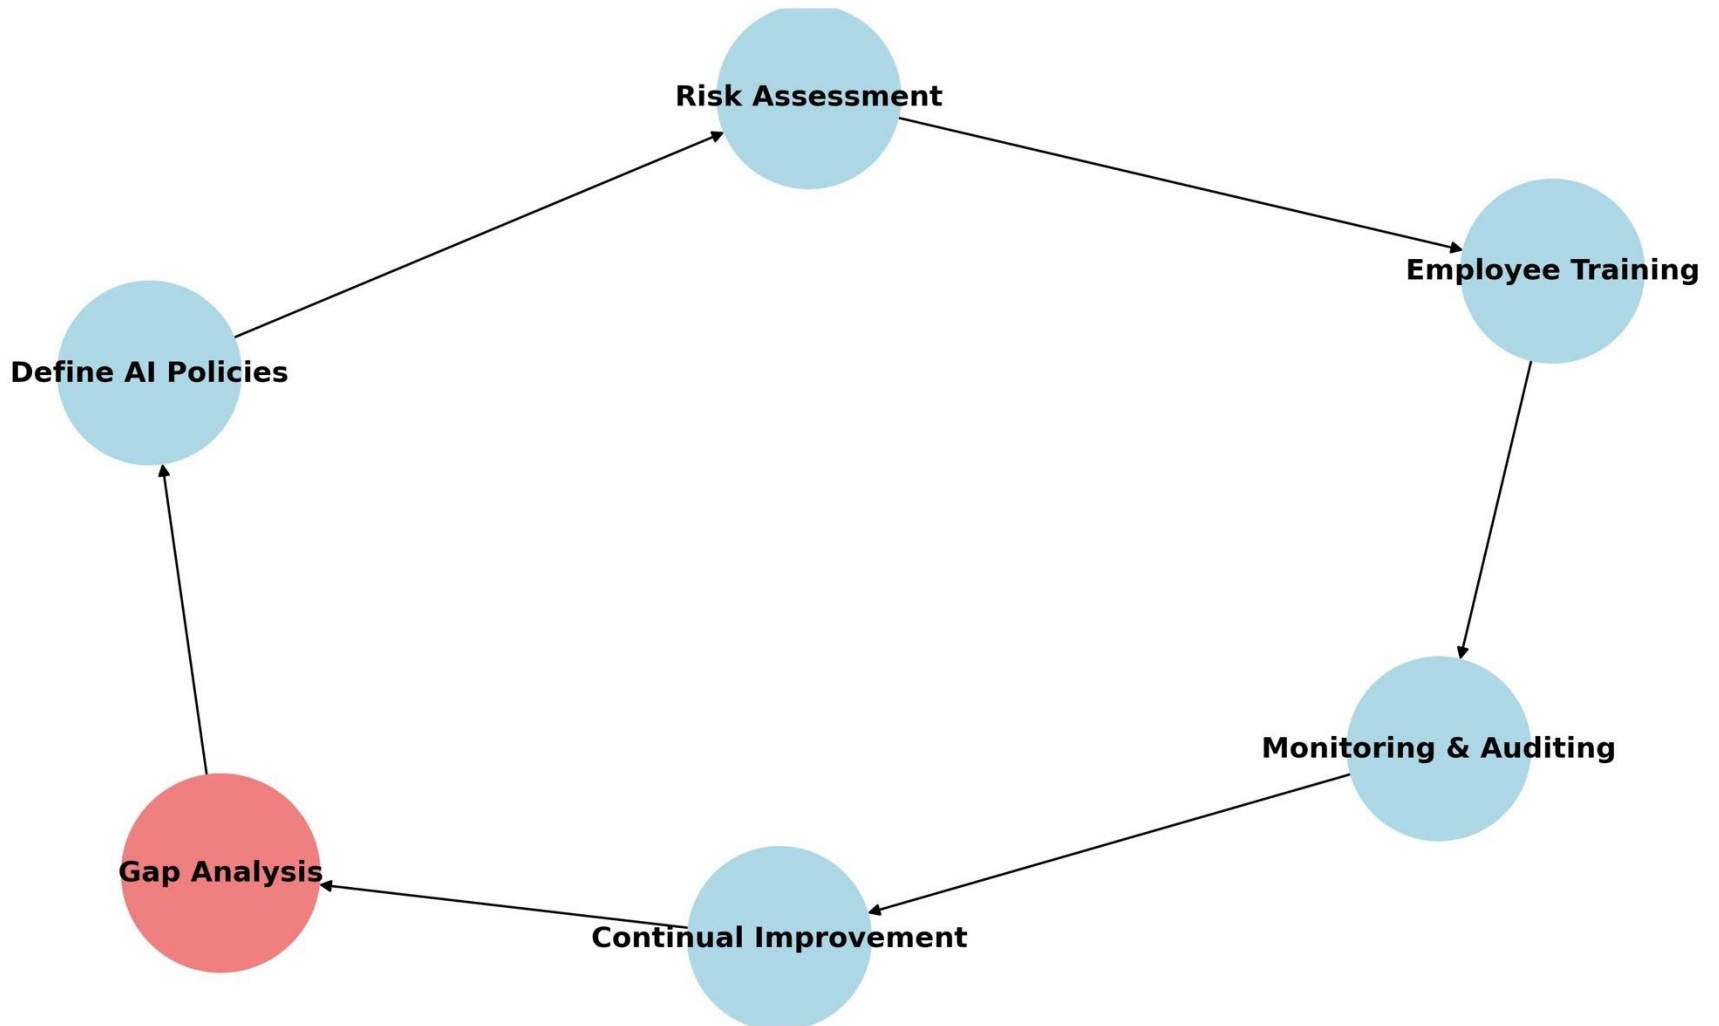 Risk Assessment
Employee Training
Define AI Policies
Monitoring & Auditing
Gap Analysis
Continual Improvement